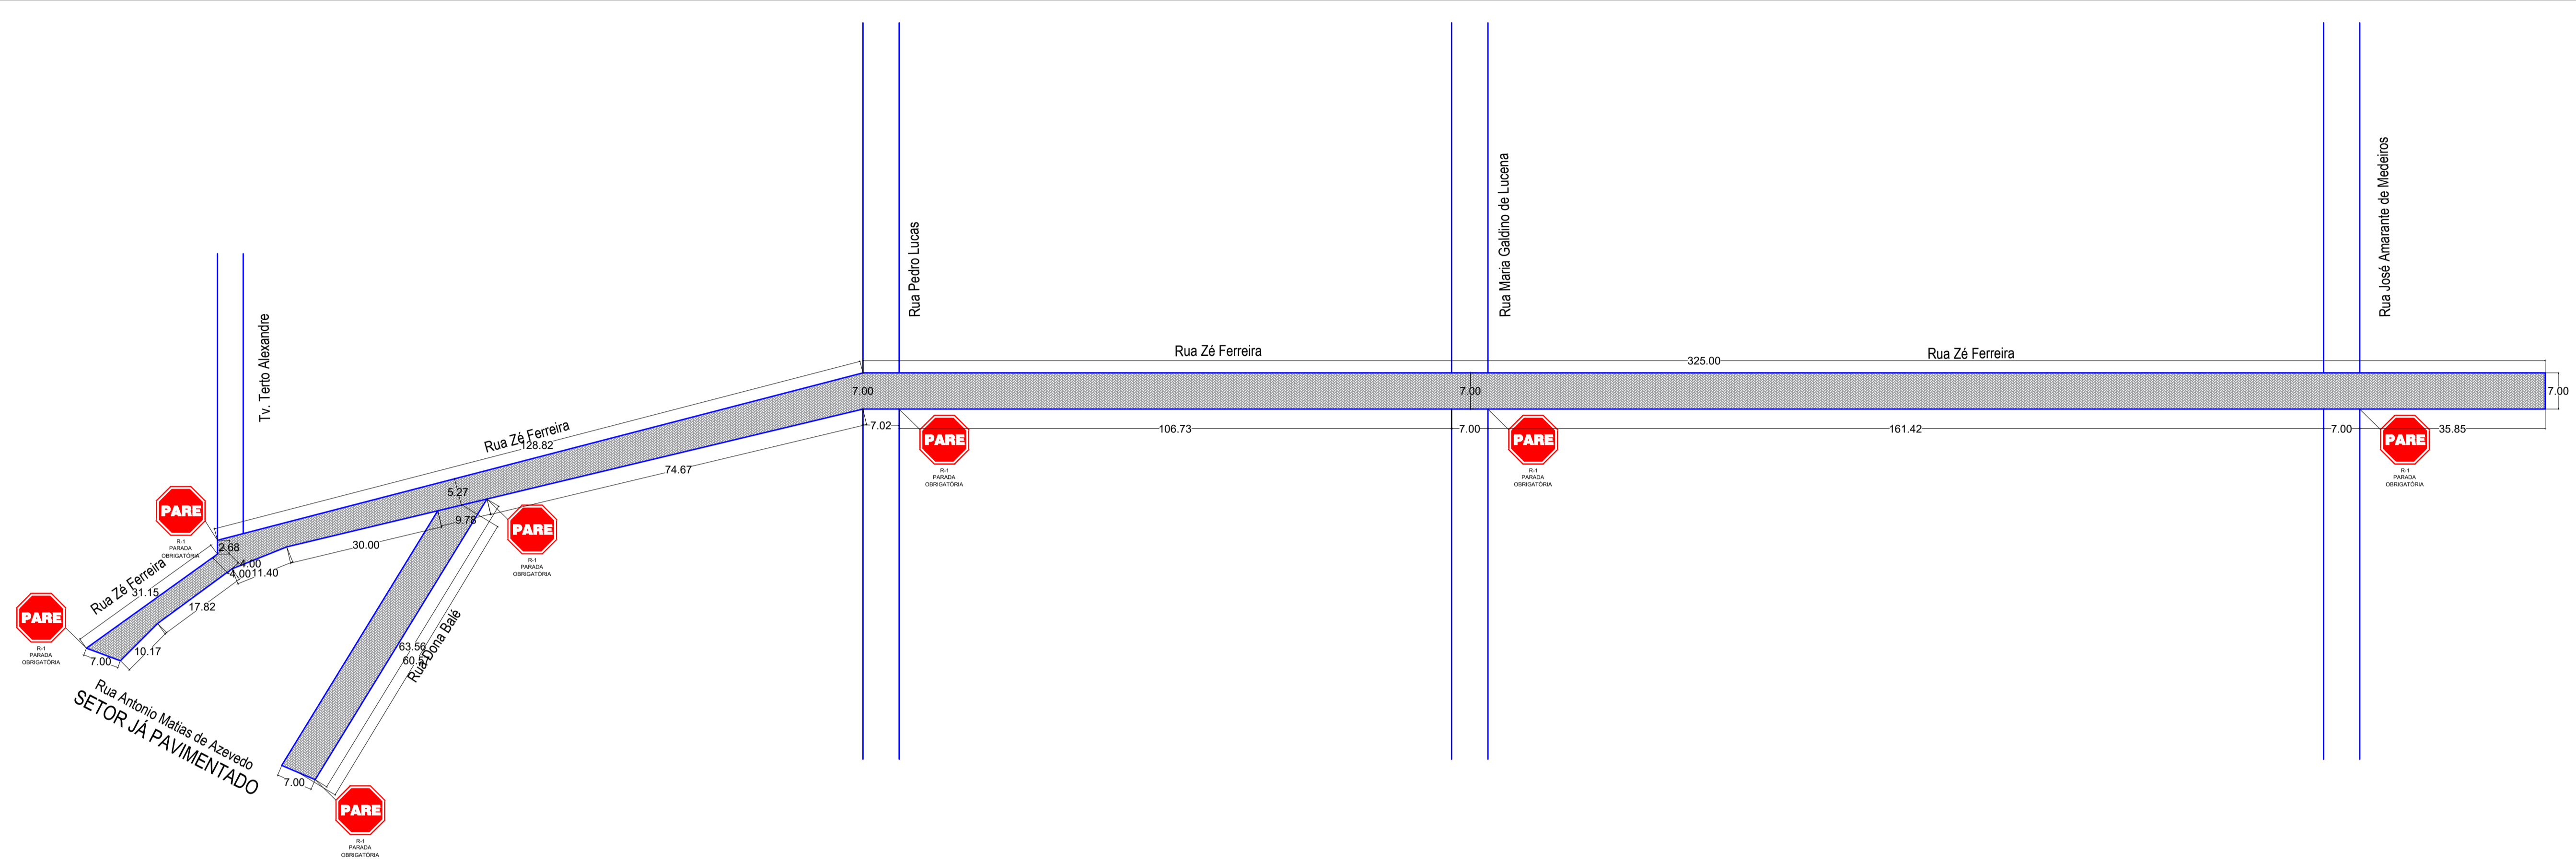 Rua José Amarante de Medeiros
Rua Maria Galdino de Lucena
Rua Pedro Lucas
Tv. Terto Alexandre
Rua Zé Ferreira
325.00
Rua Zé Ferreira
7.00
7.00
7.00
7.02
106.73
7.00
161.42
7.00
35.85
PARE
R-1
PARADA
OBRIGATÓRIA
PARE
R-1
PARADA
OBRIGATÓRIA
PARE
R-1
PARADA
OBRIGATÓRIA
Rua Zé Ferreira
128.82
74.67
5.27
9.78
30.00
PARE
R-1
PARADA
OBRIGATÓRIA
PARE
R-1
PARADA
OBRIGATÓRIA
2.68
4.00
4.00
11.40
Rua Zé Ferreira
31.15
17.82
10.17
7.00
PARE
R-1
PARADA
OBRIGATÓRIA
63.56
Rua Dona Balé
7.00
Rua Antonio Matias de Azevedo
SETOR JÁ PAVIMENTADO
PARE
R-1
PARADA
OBRIGATÓRIA